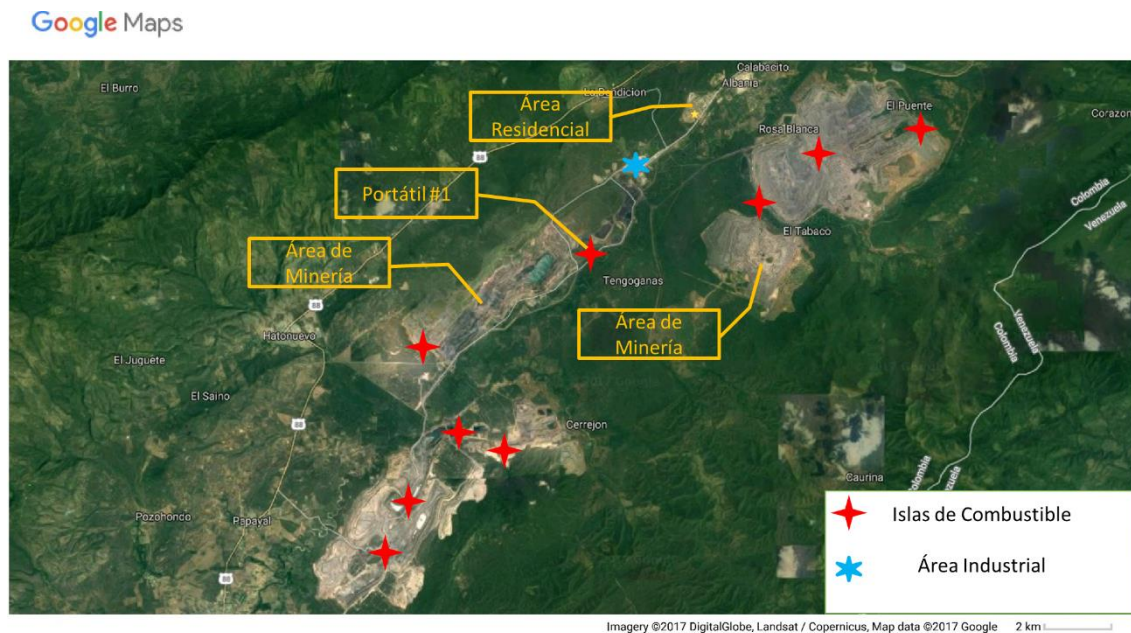 Google Maps
Calabacito
El Burro
Albania
La Bendicion
Área
Residencial
El Puente
Corazon
Rosa Blanca
88
Portátil #1
Colombia
Venezuela
El Tabaco
Área de
Minería
Tengoganas
88
Hatonuevo
Área de
Minería
Venezuela
Colombia
El Juguete
©2017 Google
El Saino
88
Cerrejon
Caurina
Colombia
Pozohondo
Papayal
Islas de Combustible
Área Industrial
88
Imagery ©2017 DigitalGlobe, Landsat / Copernicus, Map data ©2017 Google
2 km